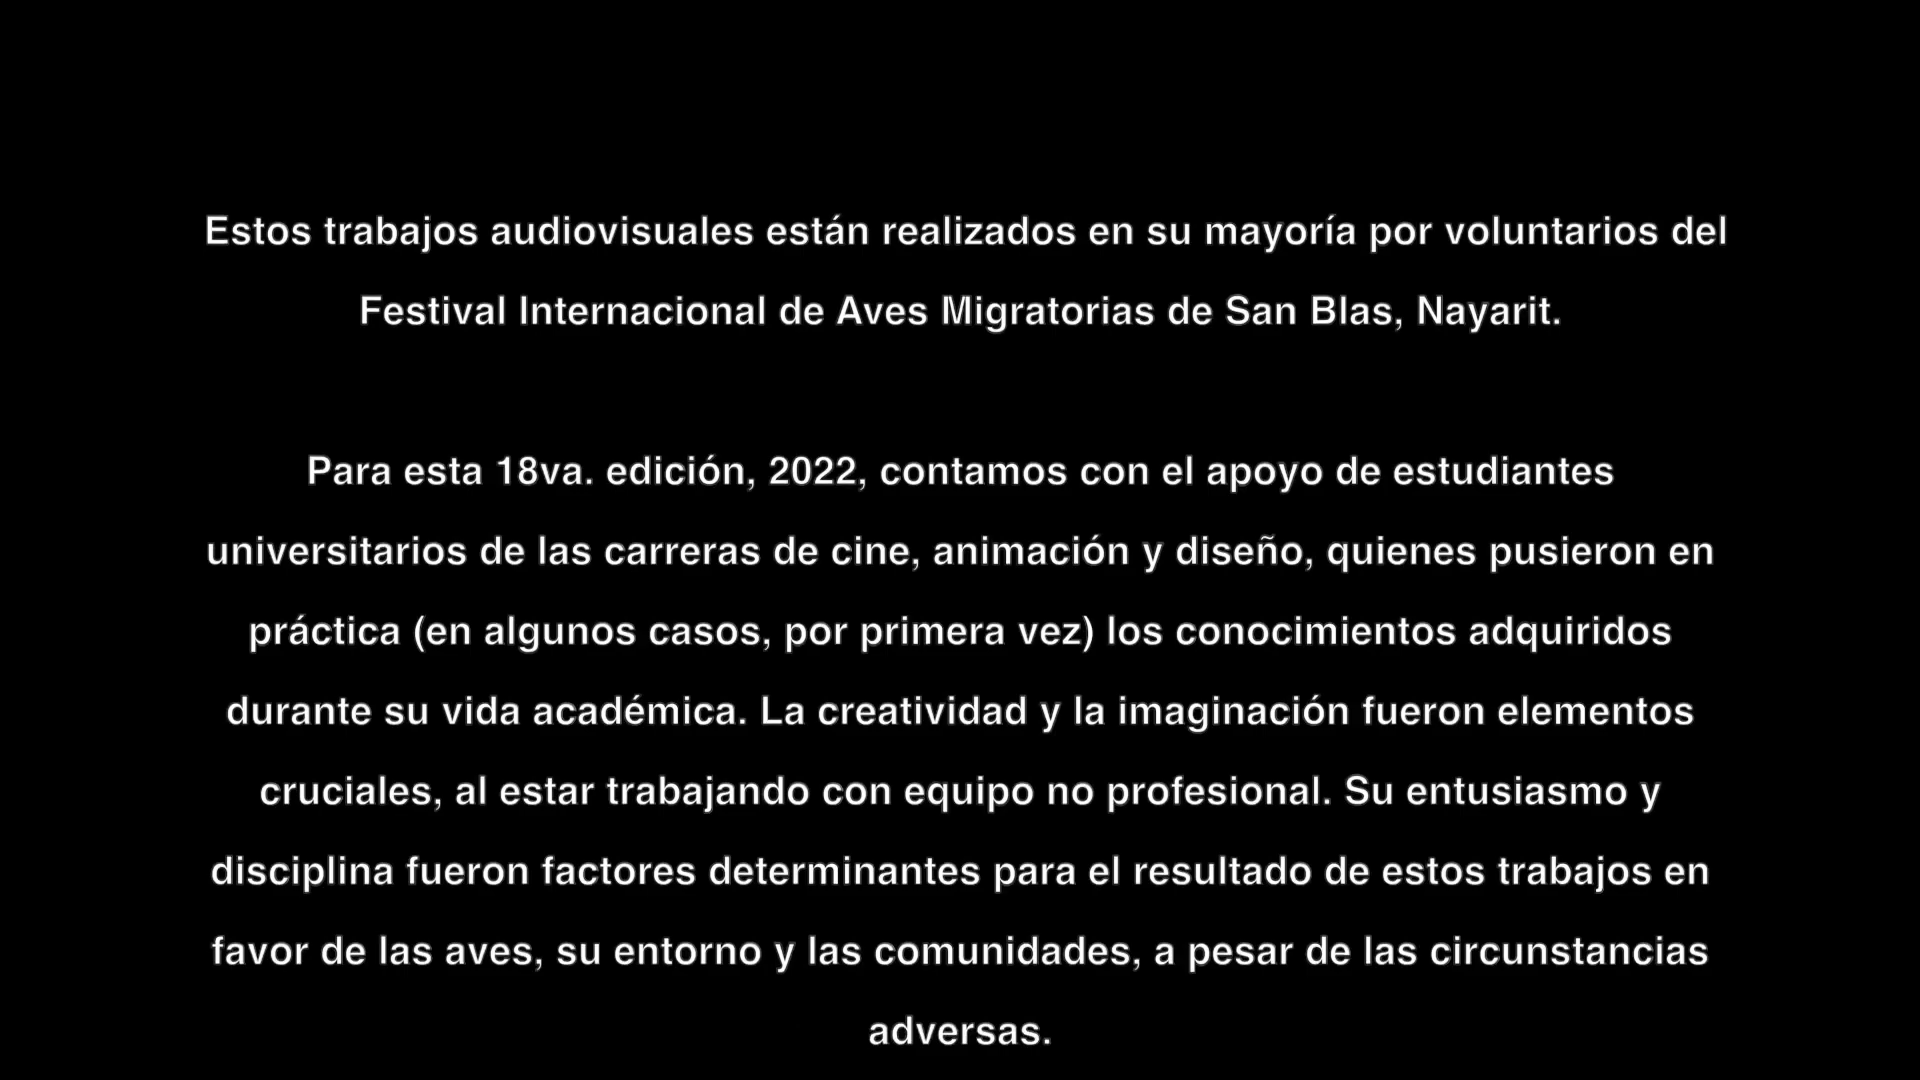 Estos trabajos audiovisuales están realizados en su mayoría por voluntarios del
Festival Internacional de Aves Migratorias de San Blas, Nayarit.
Para esta 18va. edición, 2022, contamos con el apoyo de estudiantes
universitarios de las carreras de cine, animación y diseño, quienes pusieron en
práctica (en algunos casos, por primera vez) los conocimientos adquiridos
durante su vida académica. La creatividad y la imaginación fueron elementos
cruciales, al estar trabajando con equipo no profesional. Su entusiasmo y
disciplina fueron factores determinantes para el resultado de estos trabajos en
favor de las aves, su entorno y las comunidades, a pesar de las circunstancias
adversas.